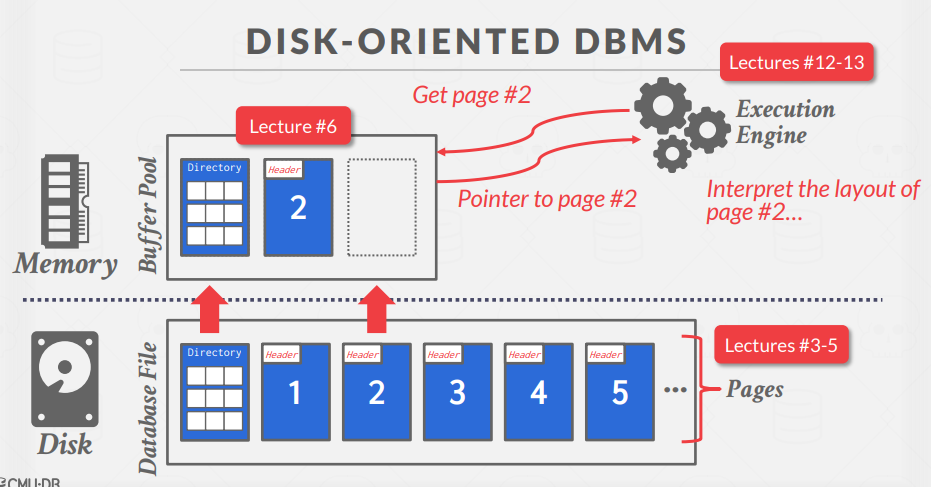 DISK-ORIENTED DBMS
Lectures #12-13
Get page #2
Execution
Engine
Lecture #6
Directory
Header
2
Pointer to page #2
Interpret the layout of
page #2...
Buffer Pool
Memory
Lectures #3-5
Directory
Header
1
Header
2
Header
3
Header
4
Header
5
...
Pages
Database File
Disk
CMU·DB